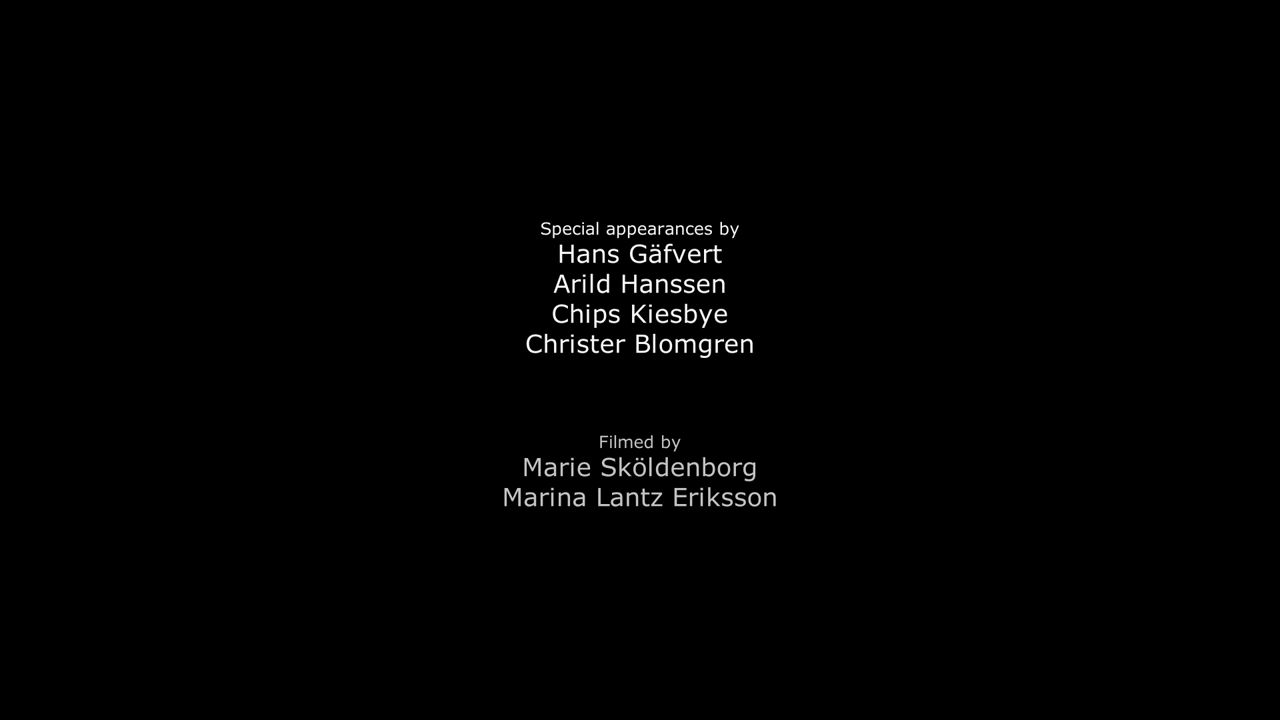 Special appearances by
Hans Gäfvert
Arild Hanssen
Chips Kiesbye
Christer Blomgren
Filmed by
Marie Sköldenborg
Marina Lantz Eriksson